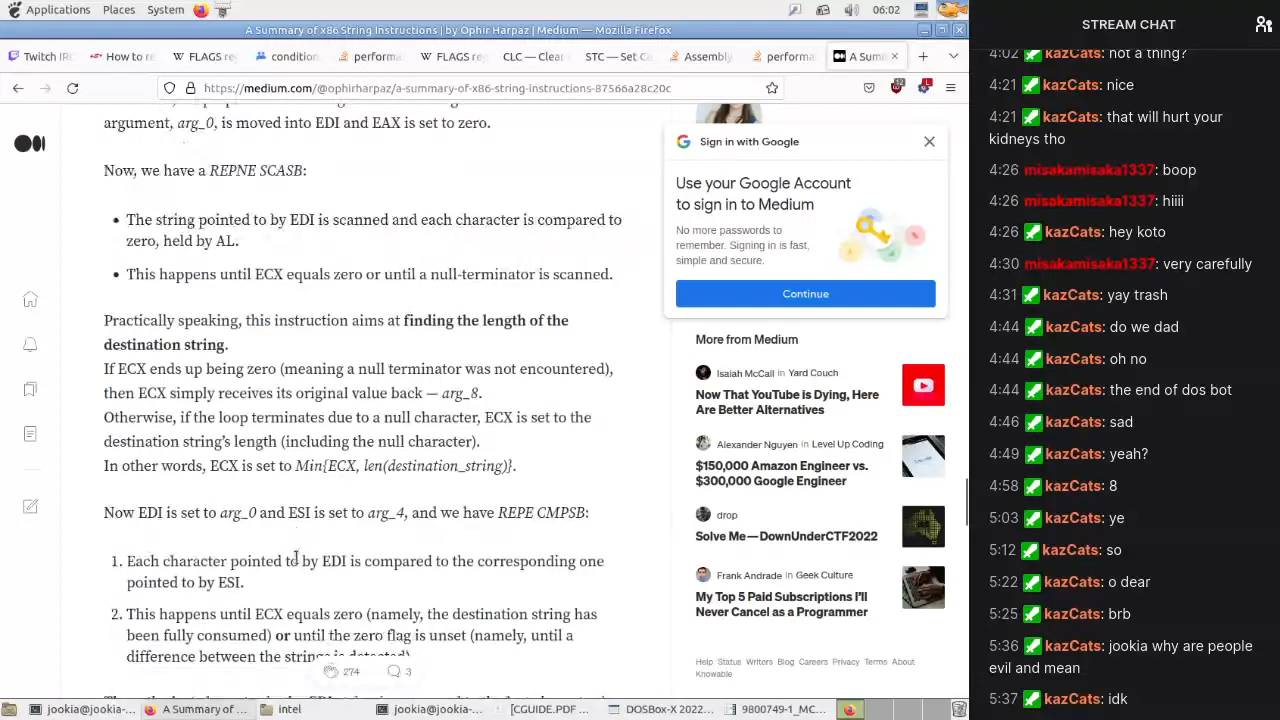 Applications Places System 06:02
A Summary of x86 String Instructions | by Ophir Harpaz | Medium — Mozilla Firefox
Twitch IRC How to re WLAGS reg condition performa FLAGS reg CLC — Clear STC — Set Ca Assembly performa A Summ
https://medium.com/@ophirharpaz/a-summary-of-x86-string-instructions-87566a28c20c 12
argument, arg_0, is moved into EDI and EAX is set to zero.
Now, we have a REPNE SCASB:
• The string pointed to by EDI is scanned and each character is compared to
zero, held by AL.
• This happens until ECX equals zero or until a null-terminator is scanned.
Practically speaking, this instruction aims at finding the length of the
destination string.
If ECX ends up being zero (meaning a null terminator was not encountered),
then ECX simply receives its original value back — arg_8.
Otherwise, if the loop terminates due to a null character, ECX is set to the
destination string's length (including the null character).
In other words, ECX is set to Min{ECX, len(destination_string)}.
Now EDI is set to arg_0 and ESI is set to arg_4, and we have REPE CMPSB:
1. Each character pointed to by EDI is compared to the corresponding one
pointed to by ESI.
2. This happens until ECX equals zero (namely, the destination string has
been fully consumed) or until the zero flag is unset (namely, until a
difference between the strings is detected).
274 3
Sign in with Google
Use your Google Account
to sign in to Medium
No more passwords to
remember. Signing in is fast,
simple and secure.
Continue
More from Medium
Isaiah McCall in Yard Couch
Now That YouTube is Dying, Here
Are Better Alternatives
Alexander Nguyen in Level Up Coding
$150,000 Amazon Engineer vs.
$300,000 Google Engineer
drop
Solve Me — DownUnderCTF2022
Frank Andrade in Geek Culture
My Top 5 Paid Subscriptions I'll
Never Cancel as a Programmer
Help Status Writers Blog Careers Privacy Terms About
Knowable
jookia@jookia-... A Summary of ... intel jookia@jookia-... [CGUIDE.PDF ... DOSBox-X 2022... 9800749-1_MC...
STREAM CHAT
4:02 kazCats: not a thing?
4:21 kazCats: nice
4:21 kazCats: that will hurt your
kidneys tho
4:26 misakamisaka1337: boop
4:26 misakamisaka1337: hiiii
4:26 kazCats: hey koto
4:30 misakamisaka1337: very carefully
4:31 kazCats: yay trash
4:44 kazCats: do we dad
4:44 kazCats: oh no
4:44 kazCats: the end of dos bot
4:46 kazCats: sad
4:49 kazCats: yeah?
4:58 kazCats: 8
5:03 kazCats: ye
5:12 kazCats: so
5:22 kazCats: o dear
5:25 kazCats: brb
5:36 kazCats: jookia why are people
evil and mean
5:37 kazCats: idk